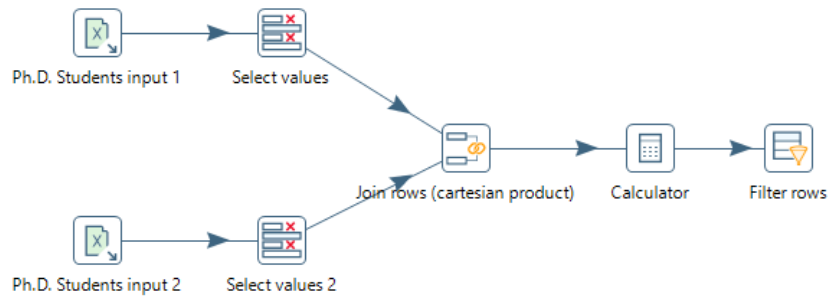 Ph.D. Students input 1
Select values
Join rows (cartesian product)
Calculator
Filter rows
Ph.D. Students input 2
Select values 2